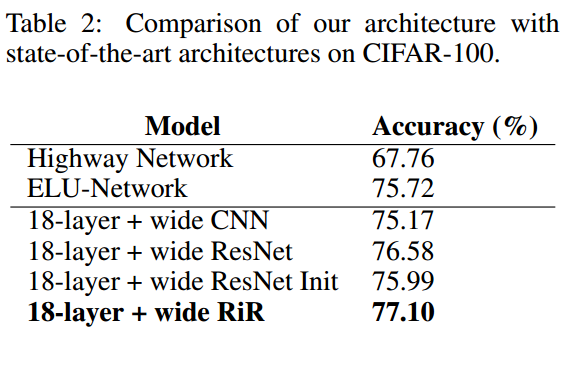 Table 2: Comparison of our architecture with
state-of-the-art architectures on CIFAR-100.
Model Accuracy (%)
Highway Network 67.76
ELU-Network 75.72
18-layer + wide CNN 75.17
18-layer + wide ResNet 76.58
18-layer + wide ResNet Init 75.99
18-layer + wide RiR 77.10